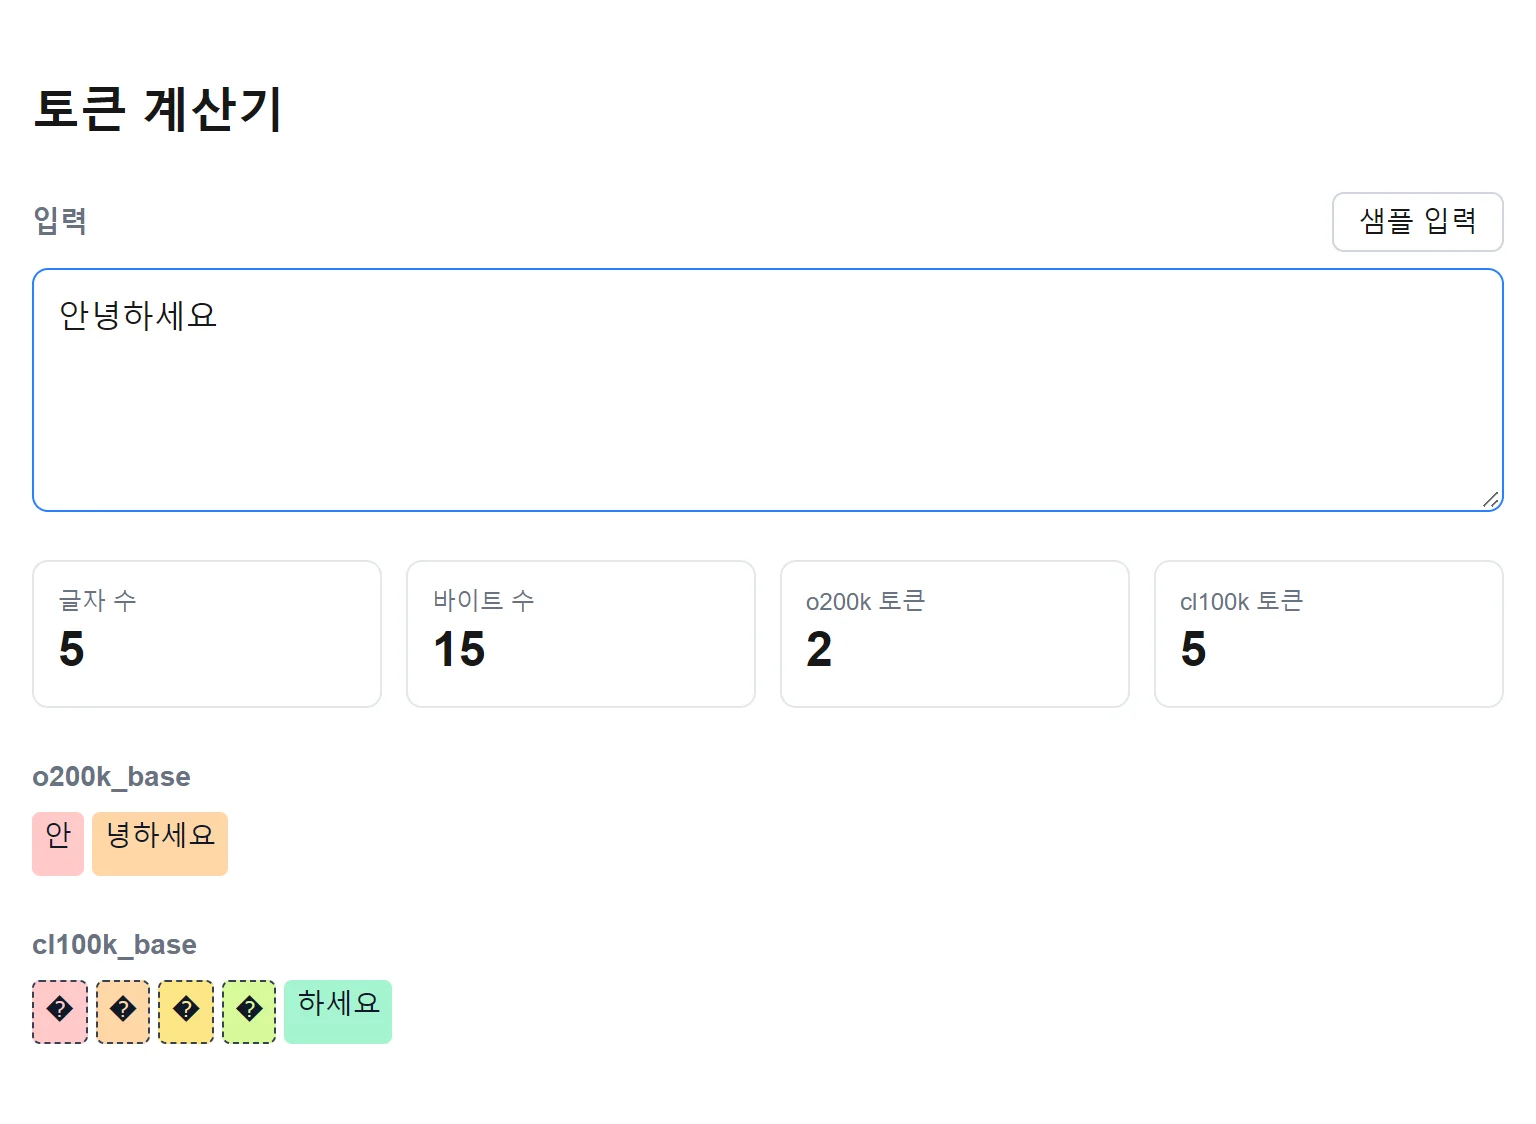 토큰 계산기
입력
샘플 입력
안녕하세요
글자 수
5
바이트 수
15
o200k 토큰
2
cl100k 토큰
5
o200k_base
안 녕하세요
cl100k_base
� � � � 하세요